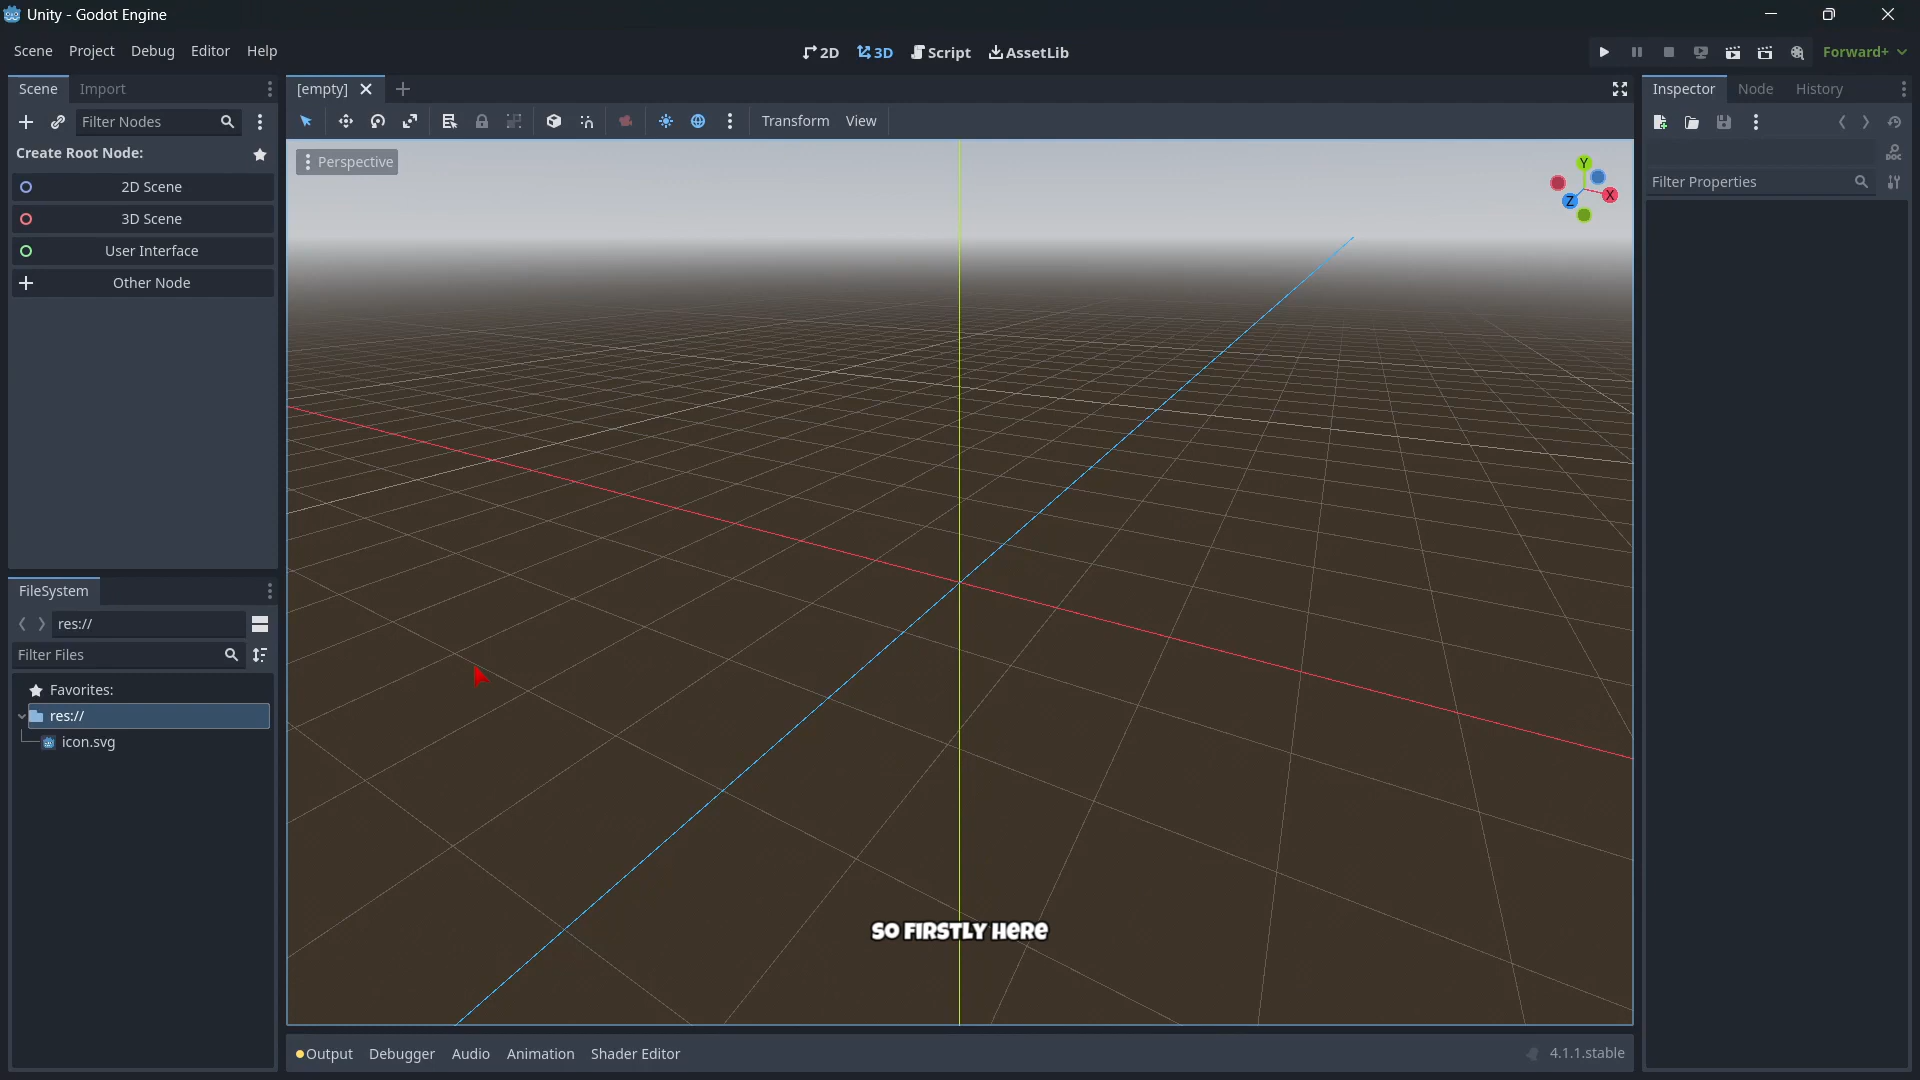 Unity - Godot Engine
Scene Project Debug Editor Help
2D 3D Script AssetLib
Forward+
Scene Import
Filter Nodes
Create Root Node:
2D Scene
3D Scene
User Interface
Other Node
FileSystem
res://
Filter Files
Favorites:
res://
icon.svg
[empty]
Transform View
Perspective
Y
X
Z
SO FIRSTLY HERE
Output Debugger Audio Animation Shader Editor
4.1.1.stable
Inspector Node History
DOC
Filter Properties